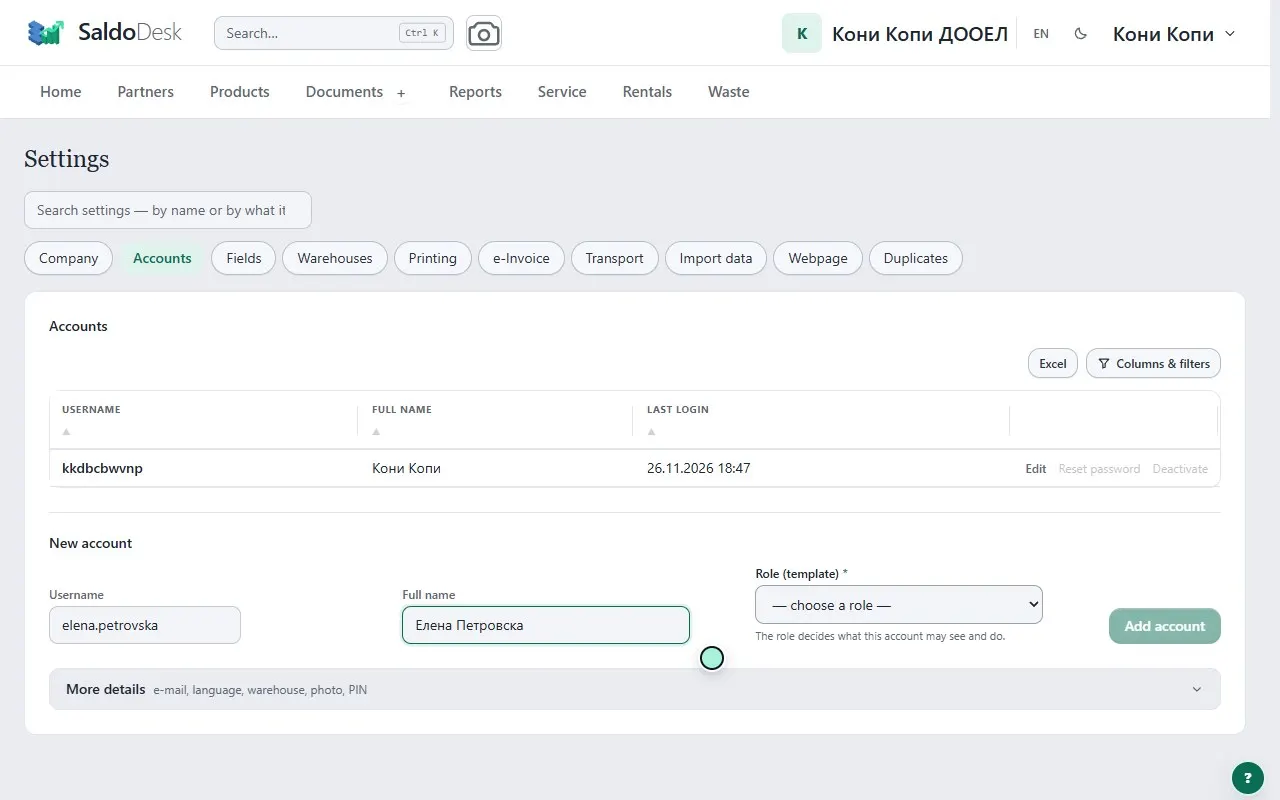 SaldoDesk
Search...
Ctrl K
K
Кони Копи ДООЕЛ
EN
Кони Копи
Home
Partners
Products
Documents +
Reports
Service
Rentals
Waste
Settings
Search settings — by name or by what it
Company
Accounts
Fields
Warehouses
Printing
e-Invoice
Transport
Import data
Webpage
Duplicates
Accounts
Excel
Columns & filters
USERNAME
FULL NAME
LAST LOGIN
kkdbcbwvnp
Кони Копи
26.11.2026 18:47
Edit
Reset password
Deactivate
New account
Username
elena.petrovska
Full name
Елена Петровска
Role (template) *
— choose a role —
The role decides what this account may see and do.
Add account
More details e-mail, language, warehouse, photo, PIN
?